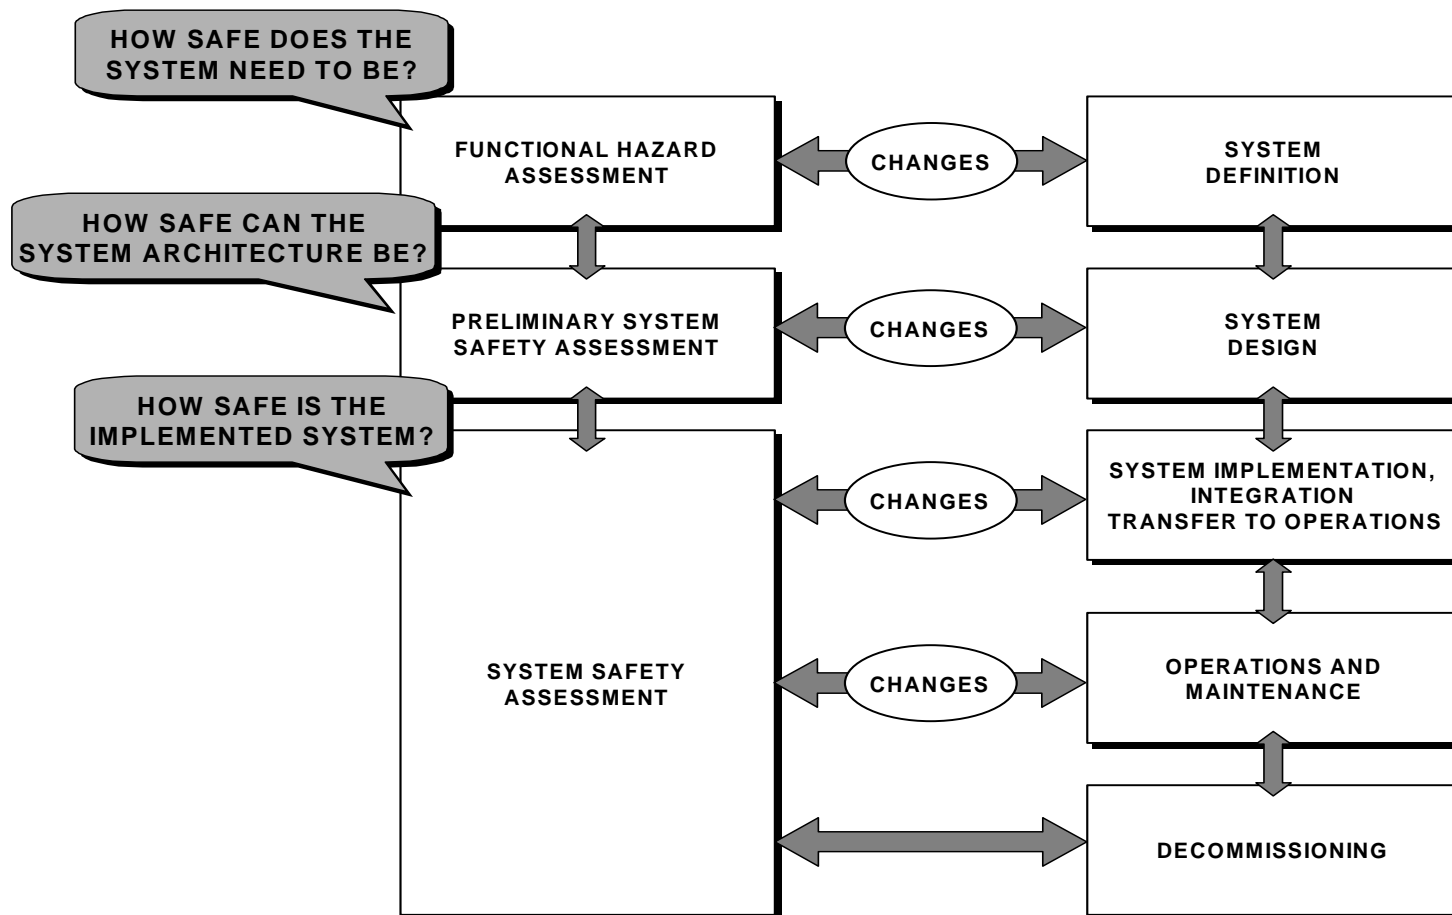 HOW SAFE DOES THE
SYSTEM NEED TO BE?
FUNCTIONAL HAZARD
ASSESSMENT
CHANGES
SYSTEM
DEFINITION
HOW SAFE CAN THE
SYSTEM ARCHITECTURE BE?
PRELIMINARY SYSTEM
SAFETY ASSESSMENT
CHANGES
SYSTEM
DESIGN
HOW SAFE IS THE
IMPLEMENTED SYSTEM?
CHANGES
SYSTEM IMPLEMENTATION,
INTEGRATION
TRANSFER TO OPERATIONS
SYSTEM SAFETY
ASSESSMENT
CHANGES
OPERATIONS AND
MAINTENANCE
DECOMMISSIONING